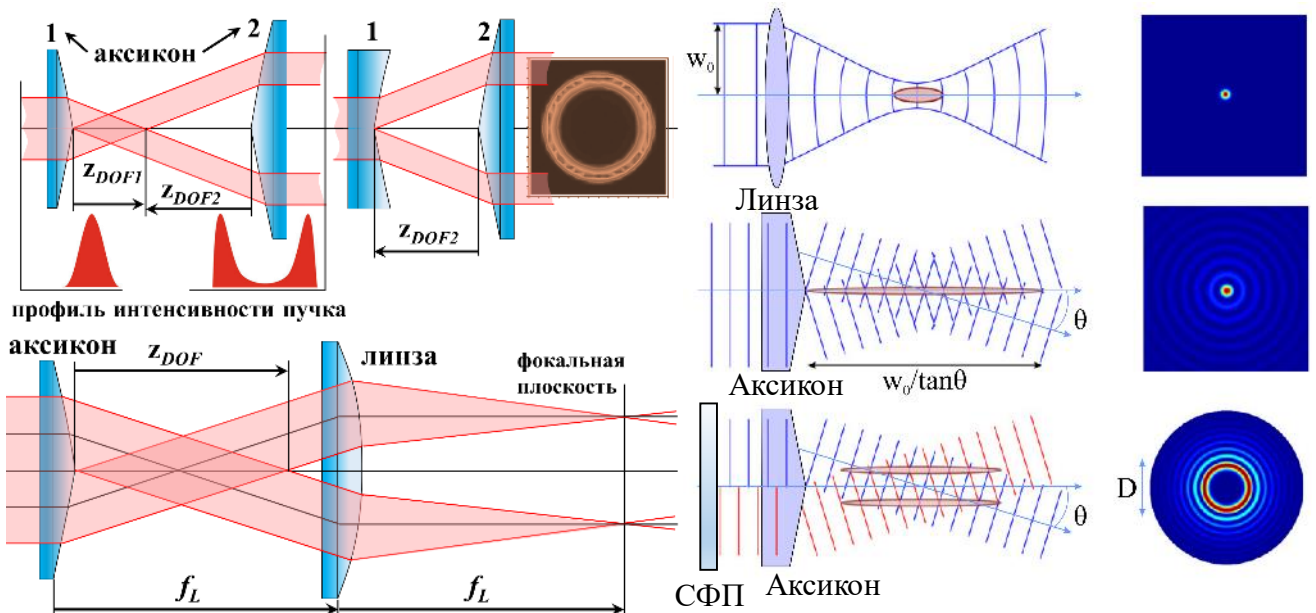 1
аксикон
2
1
2
z_DOF1
z_DOF2
z_DOF2
профиль интенсивности пучка
аксикон
z_DOF
линза
фокальная
плоскость
f_L
f_L
w₀
Линза
θ
Аксикон
w₀/tanθ
D
θ
СФП
Аксикон